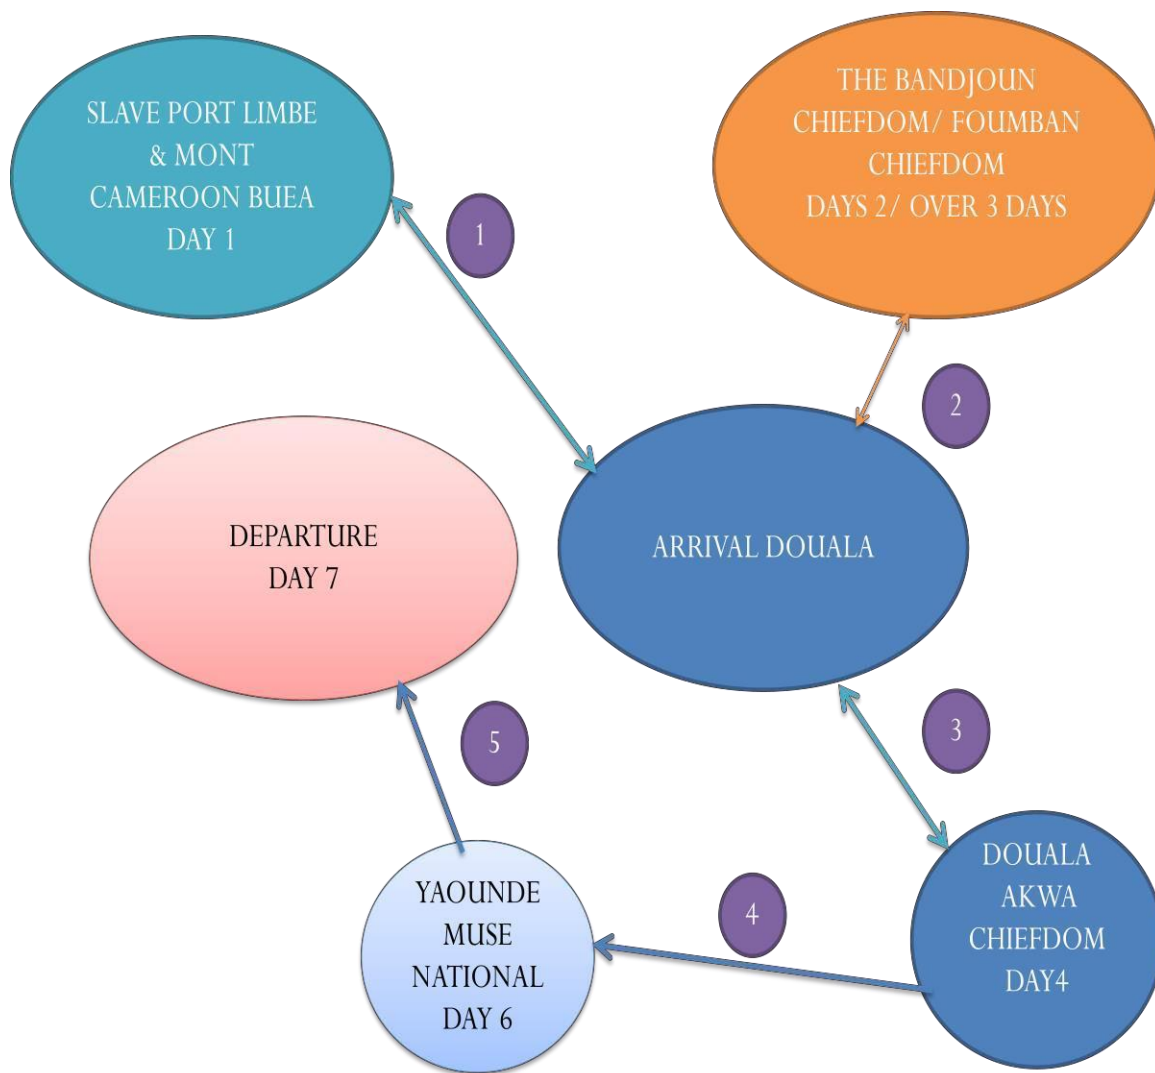 SLAVE PORT LIMBE
& MONT
CAMEROON BUEA
DAY 1
THE BANDJOUN
CHIEFDOM/ FOUMBAN
CHIEFDOM
DAYS 2/ OVER 3 DAYS
1
2
DEPARTURE
DAY 7
ARRIVAL DOUALA
5
3
4
YAOUNDE
MUSE
NATIONAL
DAY 6
DOUALA
AKWA
CHIEFDOM
DAY4